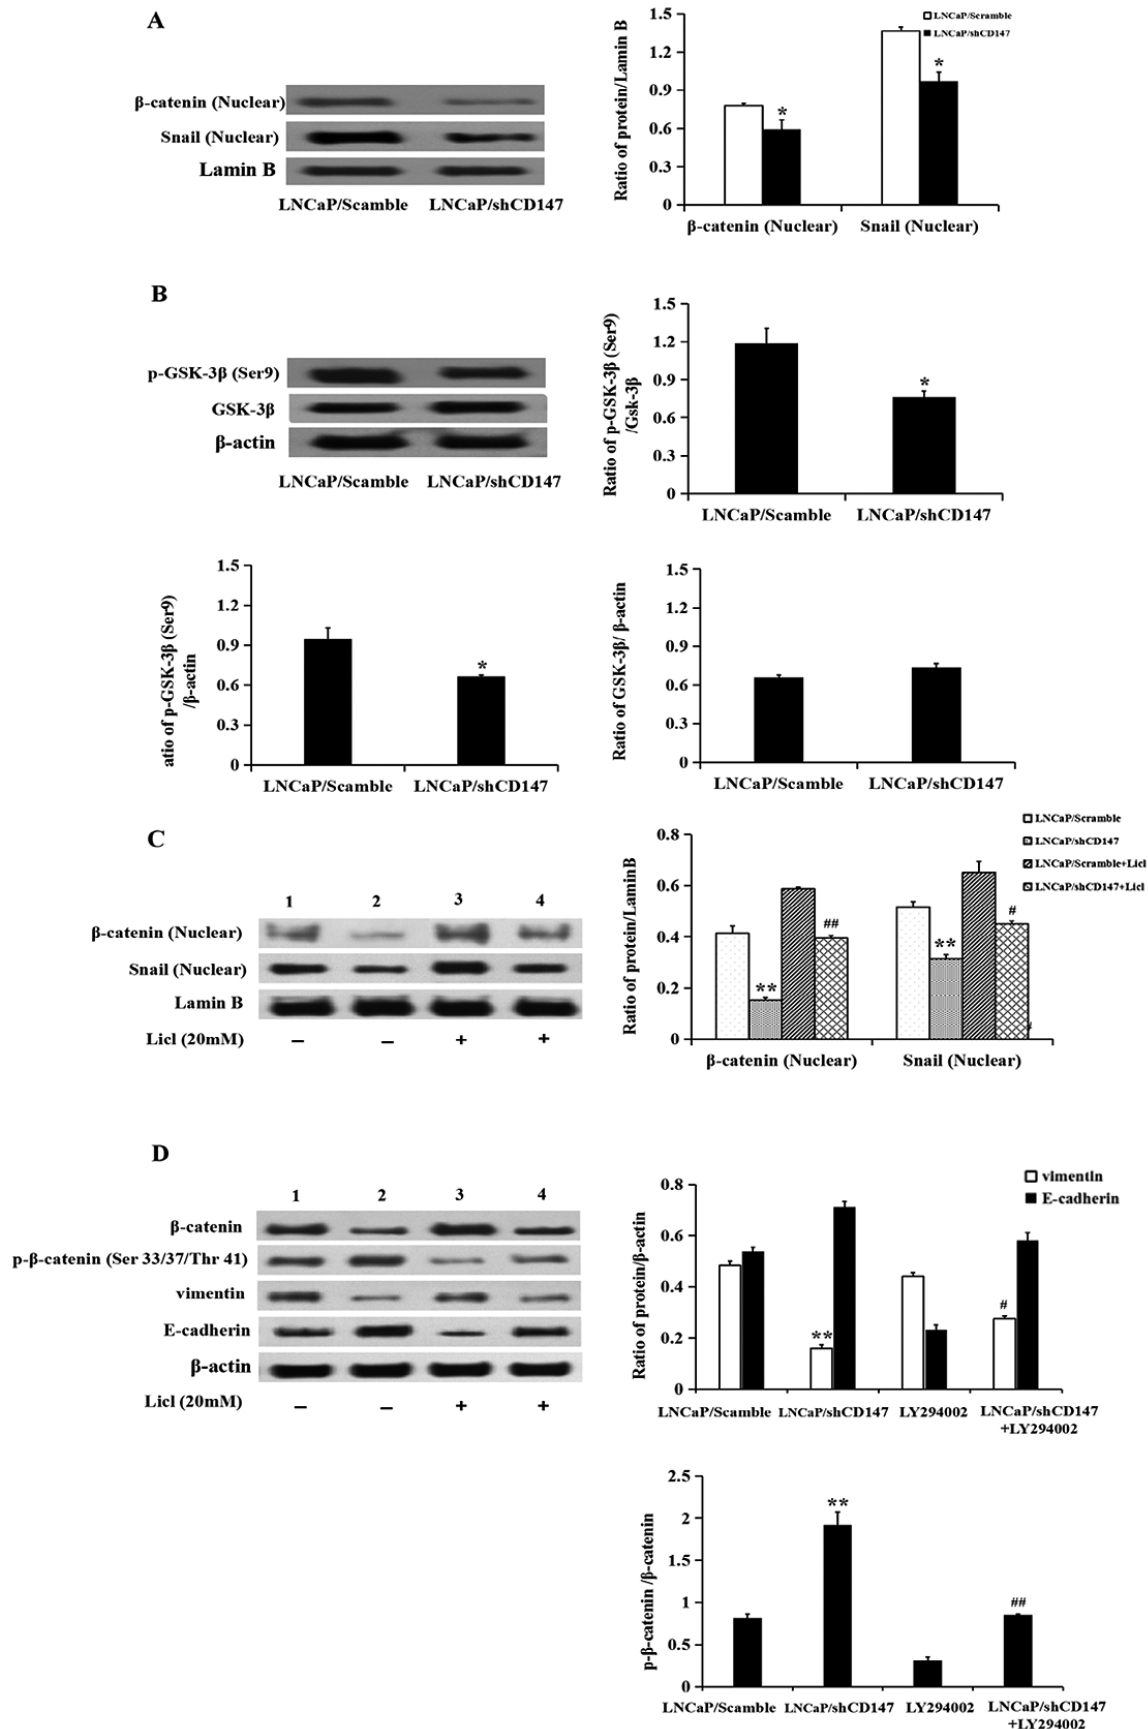 A
β-catenin (Nuclear)
Snail (Nuclear)
Lamin B
LNCaP/Scamble LNCaP/shCD147
Ratio of protein/Lamin B
1.5
1.2
0.9
0.6
0.3
0
LNCaP/Scramble
LNCaP/shCD147
*
*
β-catenin (Nuclear) Snail (Nuclear)
B
p-GSK-3β (Ser9)
GSK-3β
β-actin
LNCaP/Scamble LNCaP/shCD147
Ratio of p-GSK-3β (Ser9)
/Gsk-3β
1.5
1.2
0.9
0.6
0.3
0
*
LNCaP/Scamble LNCaP/shCD147
atio of p-GSK-3β (Ser9)
/β-actin
1.5
1.2
0.9
0.6
0.3
0
*
LNCaP/Scamble LNCaP/shCD147
Ratio of GSK-3β/ β-actin
1.5
1.2
0.9
0.6
0.3
0
LNCaP/Scamble LNCaP/shCD147
C
1 2 3 4
β-catenin (Nuclear)
Snail (Nuclear)
Lamin B
Licl (20mM) – – + +
Ratio of protein/LaminB
0.8
0.6
0.4
0.2
0
LNCaP/Scramble
LNCaP/shCD147
LNCaP/Scramble+Licl
LNCaP/shCD147+Licl
** ##
** #
#
β-catenin (Nuclear) Snail (Nuclear)
D
1 2 3 4
β-catenin
p-β-catenin (Ser 33/37/Thr 41)
vimentin
E-cadherin
β-actin
Licl (20mM) – – + +
Ratio of protein/β-actin
0.8
0.6
0.4
0.2
0
vimentin
E-cadherin
** #
LNCaP/Scamble LNCaP/shCD147 LY294002 LNCaP/shCD147
+LY294002
p-β-catenin /β-catenin
2.5
2
1.5
1
0.5
0
** ##
LNCaP/Scamble LNCaP/shCD147 LY294002 LNCaP/shCD147
+LY294002